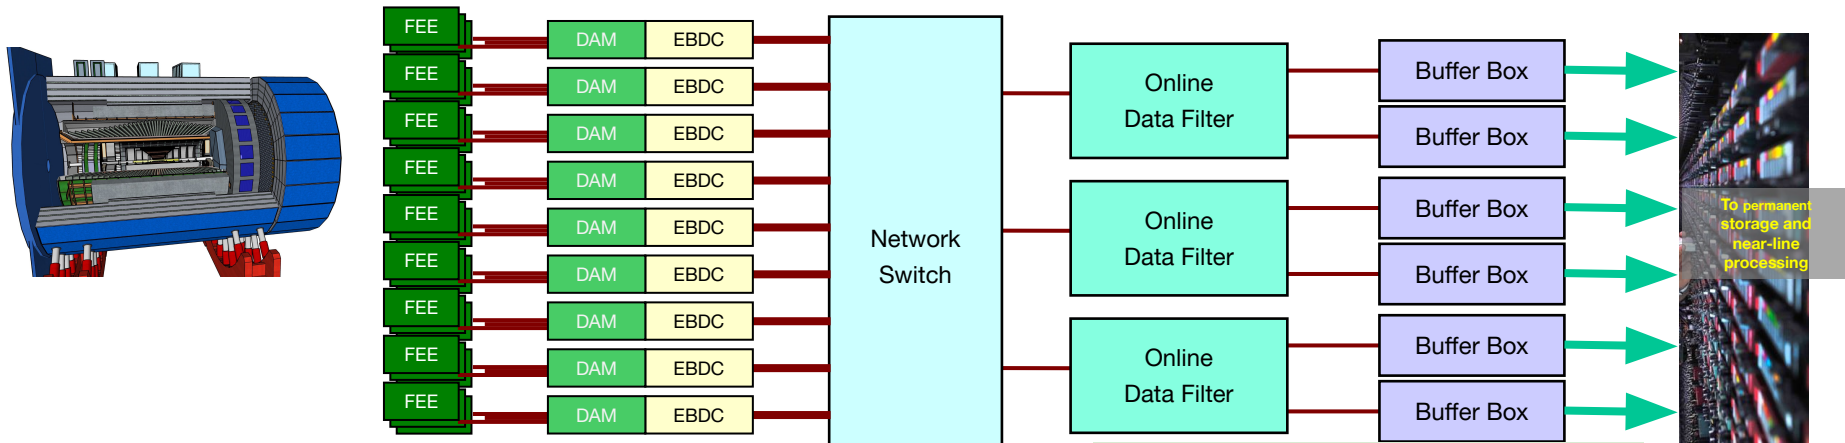 FEE
DAM EBDC
FEE
DAM EBDC
FEE
DAM EBDC
FEE
DAM EBDC
FEE
DAM EBDC
FEE
DAM EBDC
FEE
DAM EBDC
FEE
DAM EBDC
FEE
DAM EBDC
Network
Switch
Online
Data Filter
Online
Data Filter
Online
Data Filter
Buffer Box
Buffer Box
Buffer Box
Buffer Box
Buffer Box
Buffer Box
To permanent
storage and
near-line
processing